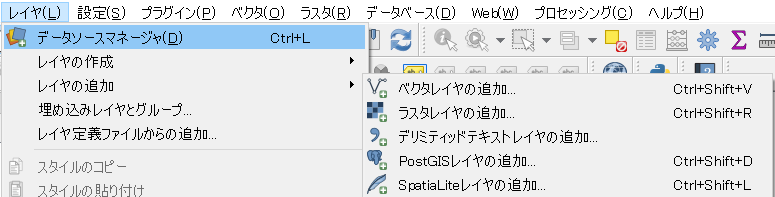 レイヤ(L) 設定(S) プラグイン(P) ベクタ(O) ラスタ(R) データベース(D) Web(W) プロセッシング(C) ヘルプ(H)
データソースマネージャ(D) Ctrl+L
レイヤの作成
レイヤの追加
埋め込みレイヤとグループ...
レイヤ定義ファイルからの追加...
スタイルのコピー
スタイルの貼り付け
ベクタレイヤの追加... Ctrl+Shift+V
ラスタレイヤの追加... Ctrl+Shift+R
デリミティッドテキストレイヤの追加...
PostGISレイヤの追加... Ctrl+Shift+D
SpatiaLiteレイヤの追加... Ctrl+Shift+L